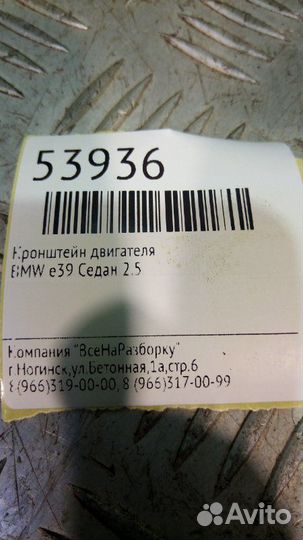 53936
Кронштейн двигателя
BMW e39 Седан 2.5
Компания "ВсеНаРазборку"
г.Ногинск,ул.Бетонная,1а,стр.6
8(966)319-00-00, 8 (966)317-00-99
Avito